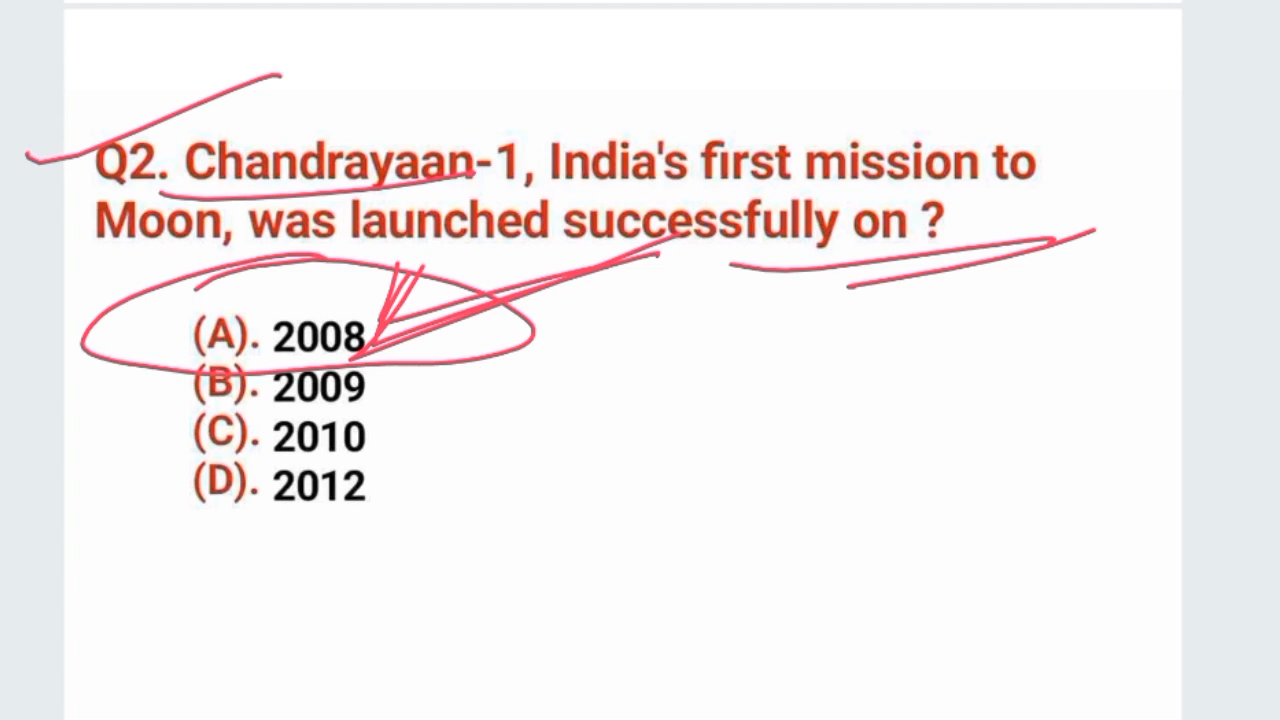 Q2. Chandrayaan-1, India's first mission to
Moon, was launched successfully on ?
(A). 2008
(B). 2009
(C). 2010
(D). 2012